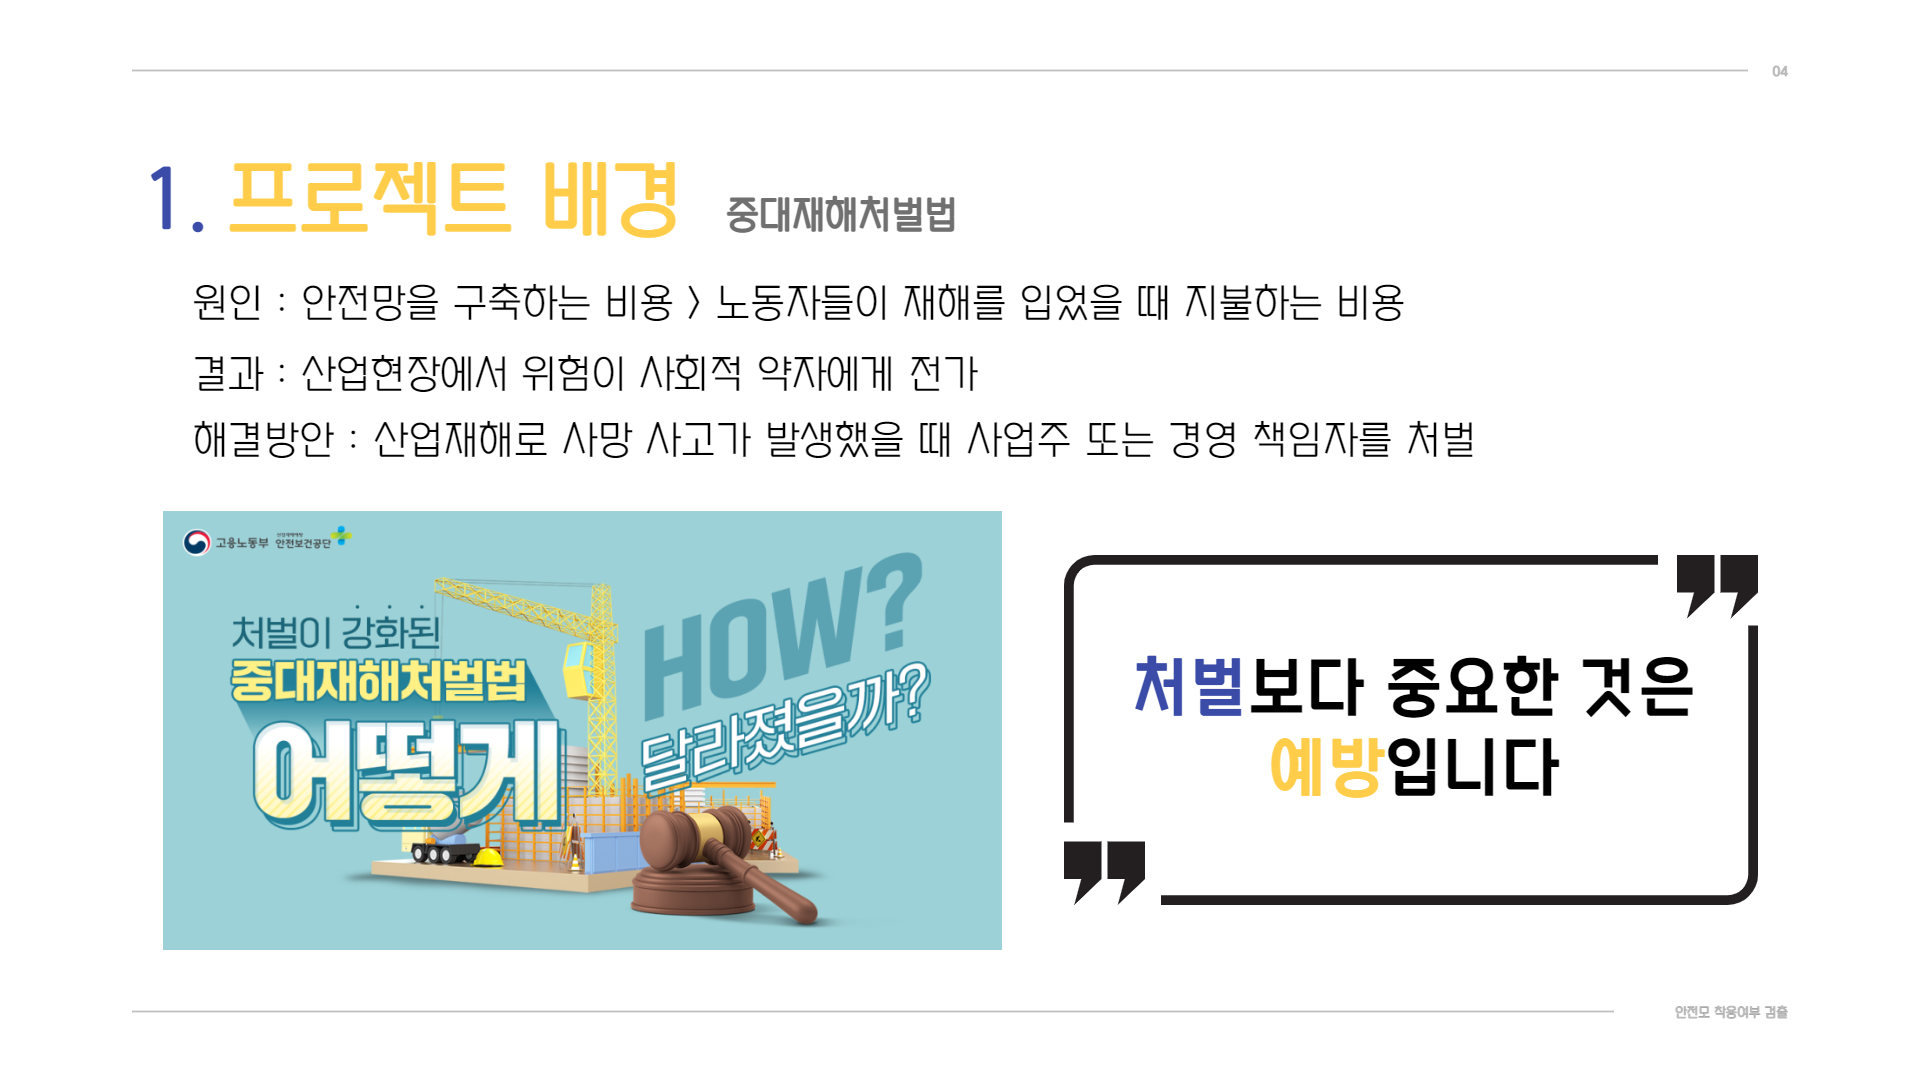 04
1. 프로젝트 배경 중대재해처벌법
원인 : 안전망을 구축하는 비용 > 노동자들이 재해를 입었을 때 지불하는 비용
결과 : 산업현장에서 위험이 사회적 약자에게 전가
해결방안 : 산업재해로 사망 사고가 발생했을 때 사업주 또는 경영 책임자를 처벌
고용노동부 안전보건공단
처벌이 강화된
중대재해처벌법
어떻게
HOW?
달라졌을까?
처벌보다 중요한 것은
예방입니다
안전모 착용여부 검출